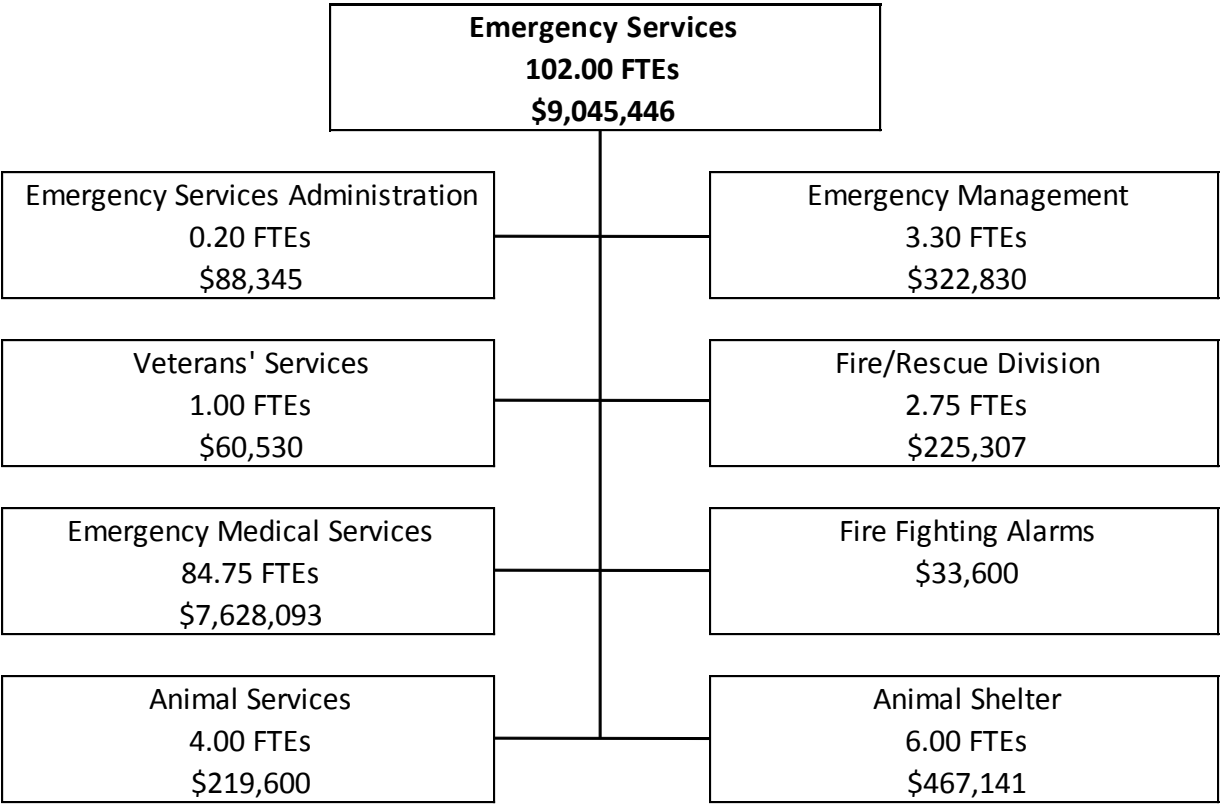 Emergency Services
102.00 FTEs
$9,045,446
Emergency Services Administration
0.20 FTEs
$88,345
Emergency Management
3.30 FTEs
$322,830
Veterans' Services
1.00 FTEs
$60,530
Fire/Rescue Division
2.75 FTEs
$225,307
Emergency Medical Services
84.75 FTEs
$7,628,093
Fire Fighting Alarms
$33,600
Animal Services
4.00 FTEs
$219,600
Animal Shelter
6.00 FTEs
$467,141